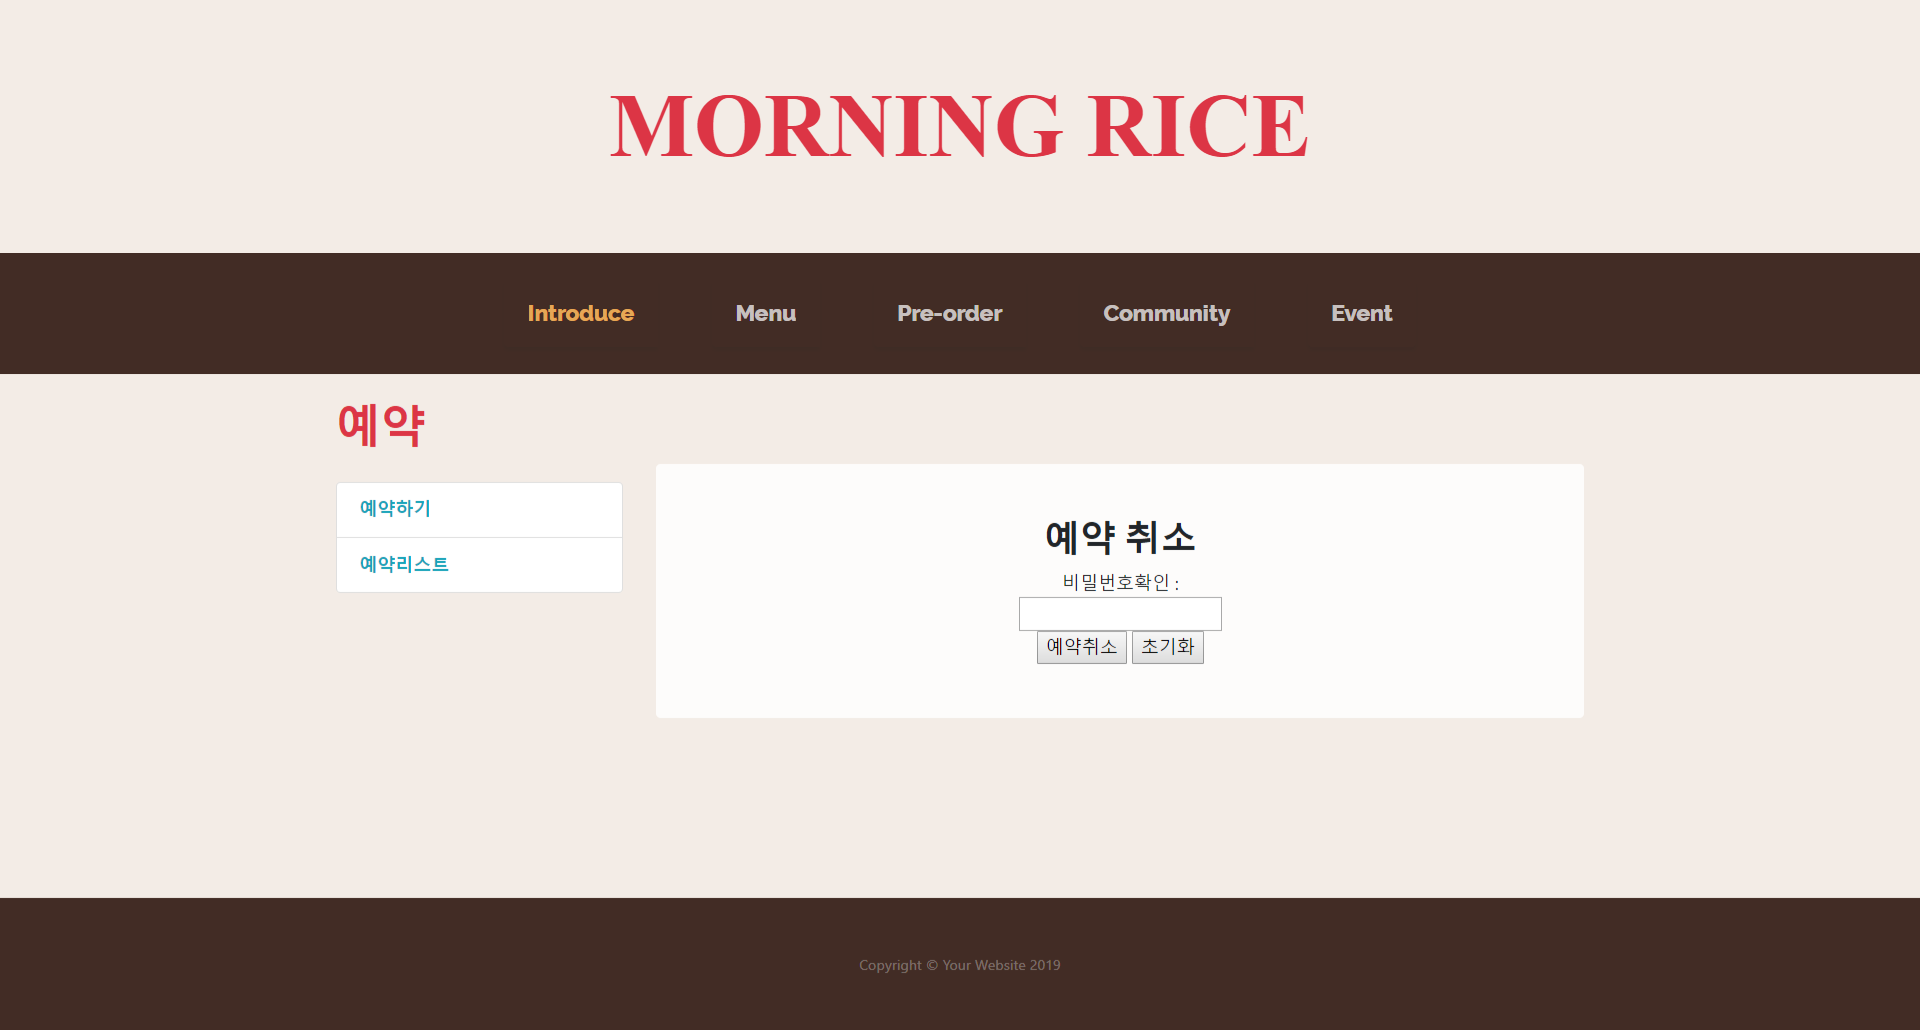 MORNING RICE
Introduce Menu Pre-order Community Event
예약
예약하기
예약리스트
예약 취소
비밀번호확인 :
예약취소 초기화
Copyright © Your Website 2019